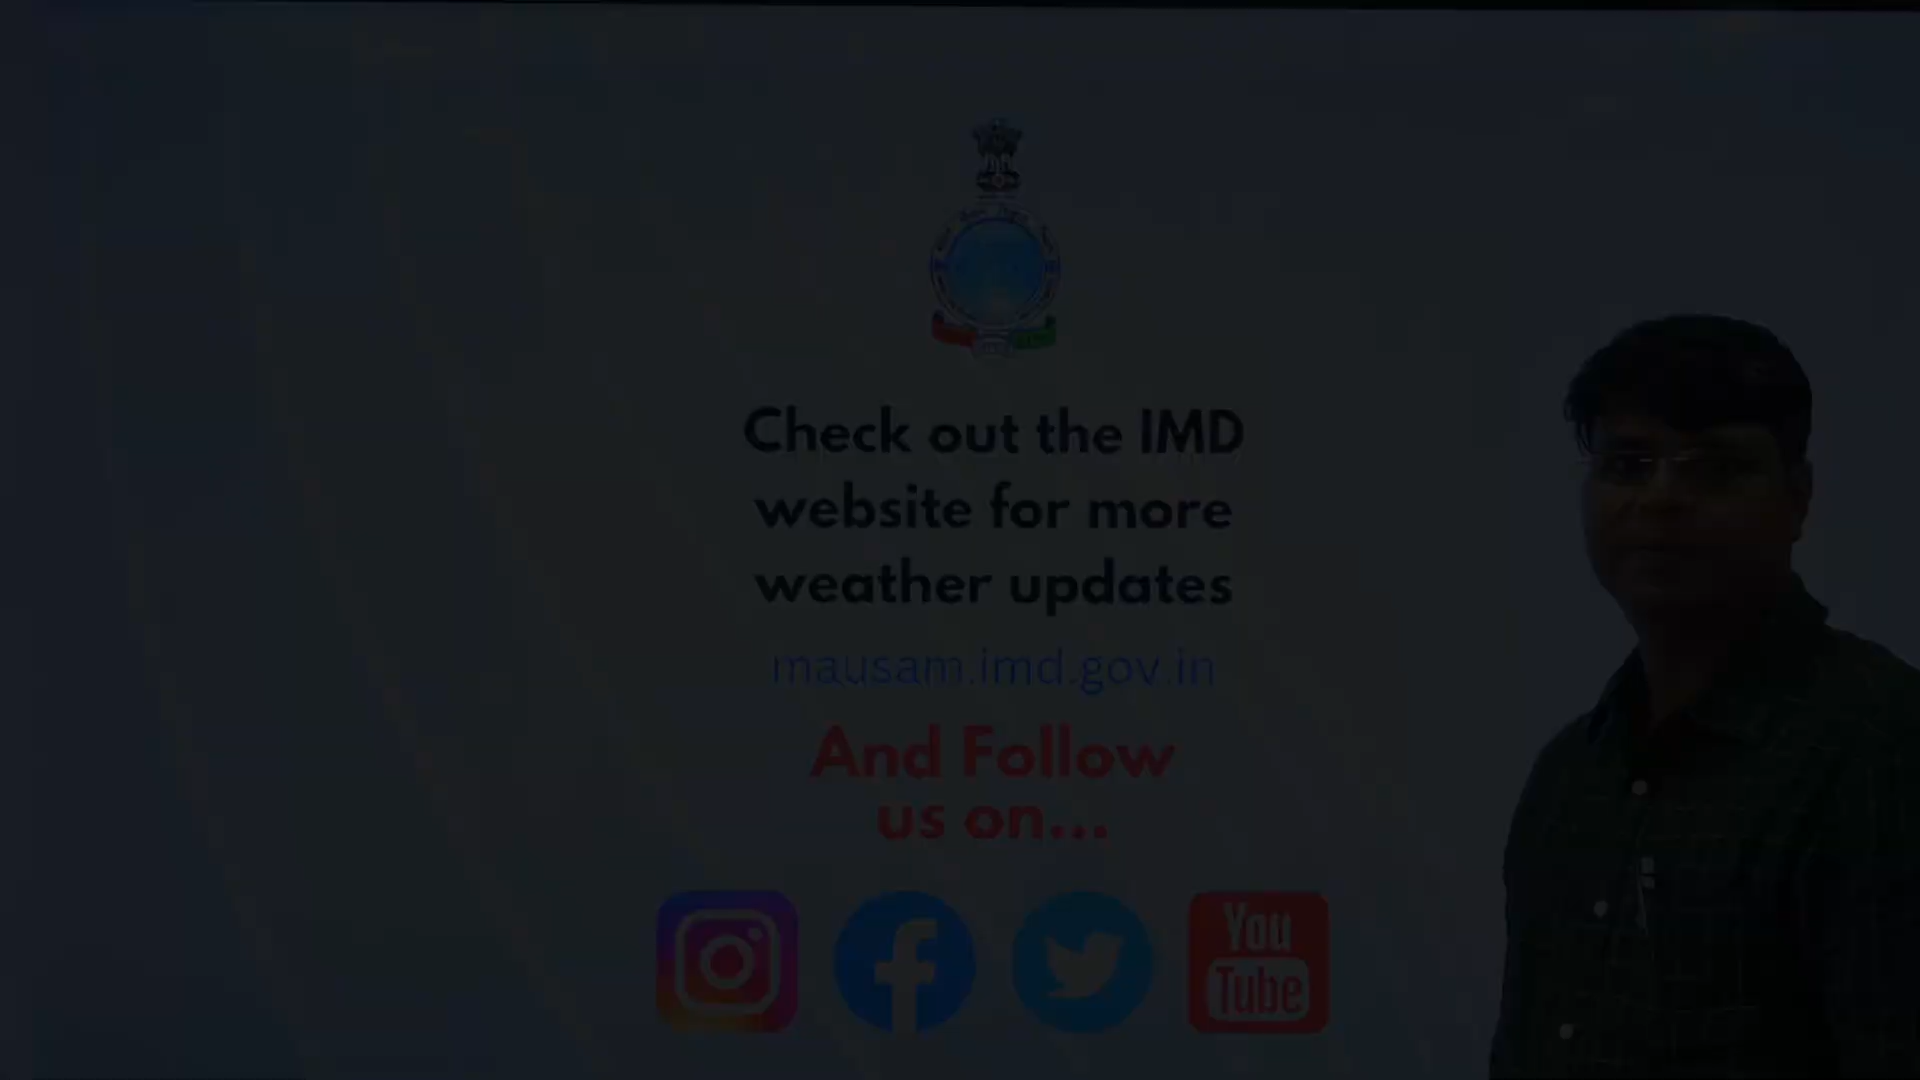 Check out the IMD
website for more
weather updates
mausam.imd.gov.in
And Follow
us on...
You
Tube